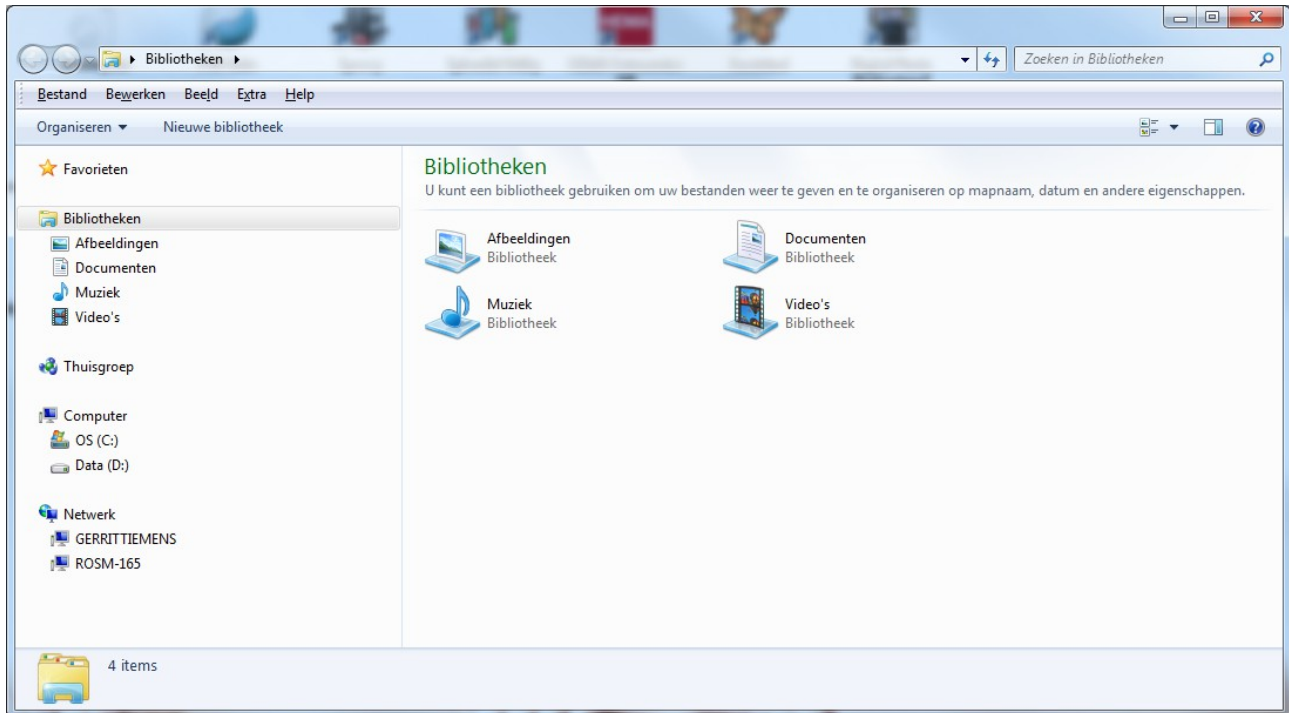 Bibliotheken
Zoeken in Bibliotheken
Bestand Bewerken Beeld Extra Help
Organiseren Nieuwe bibliotheek
Favorieten
Bibliotheken
Afbeeldingen
Documenten
Muziek
Video's
Thuisgroep
Computer
OS (C:)
Data (D:)
Netwerk
GERRITTIEMENS
ROSM-165
Bibliotheken
U kunt een bibliotheek gebruiken om uw bestanden weer te geven en te organiseren op mapnaam, datum en andere eigenschappen.
Afbeeldingen
Bibliotheek
Documenten
Bibliotheek
Muziek
Bibliotheek
Video's
Bibliotheek
4 items